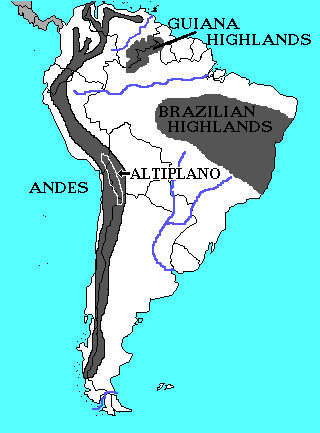 GUIANA
HIGHLANDS
BRAZILIAN
HIGHLANDS
ALTIPLANO
ANDES